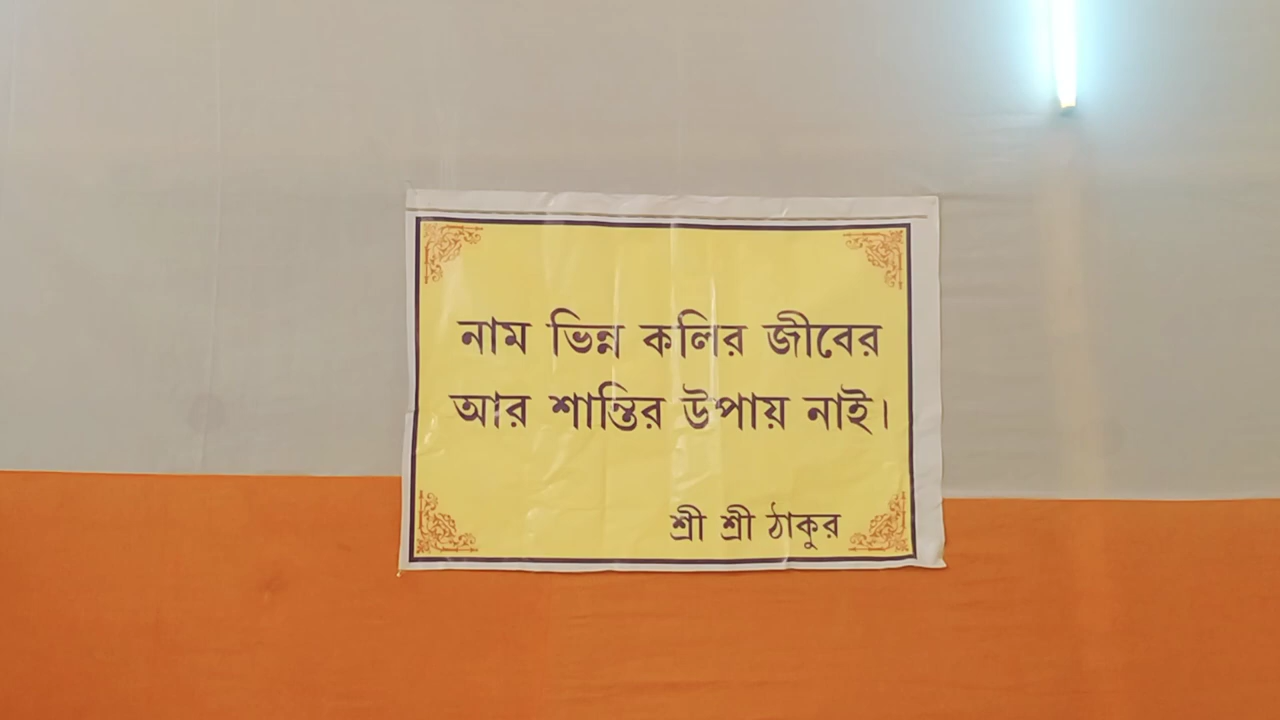 নাম ভিন্ন কলির জীবের
আর শান্তির উপায় নাই।
শ্রী শ্রী ঠাকুর